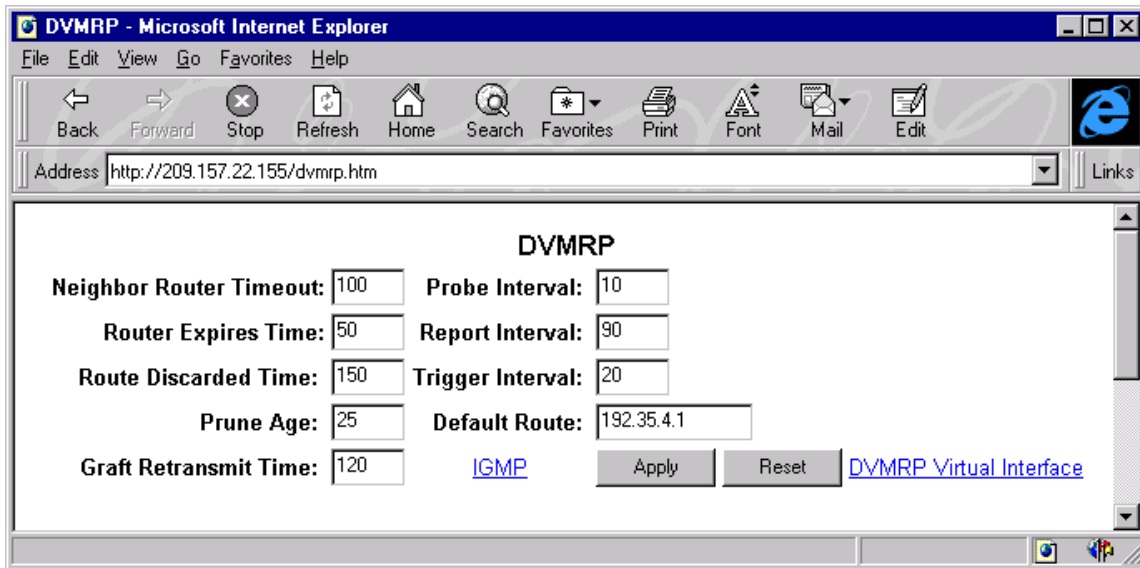 DVMRP - Microsoft Internet Explorer
File Edit View Go Favorites Help
Back Forward Stop Refresh Home Search Favorites Print Font Mail Edit
Address http://209.157.22.155/dvmrp.htm Links
DVMRP
Neighbor Router Timeout: 100 Probe Interval: 10
Router Expires Time: 50 Report Interval: 90
Route Discarded Time: 150 Trigger Interval: 20
Prune Age: 25 Default Route: 192.35.4.1
Graft Retransmit Time: 120 IGMP Apply Reset DVMRP Virtual Interface